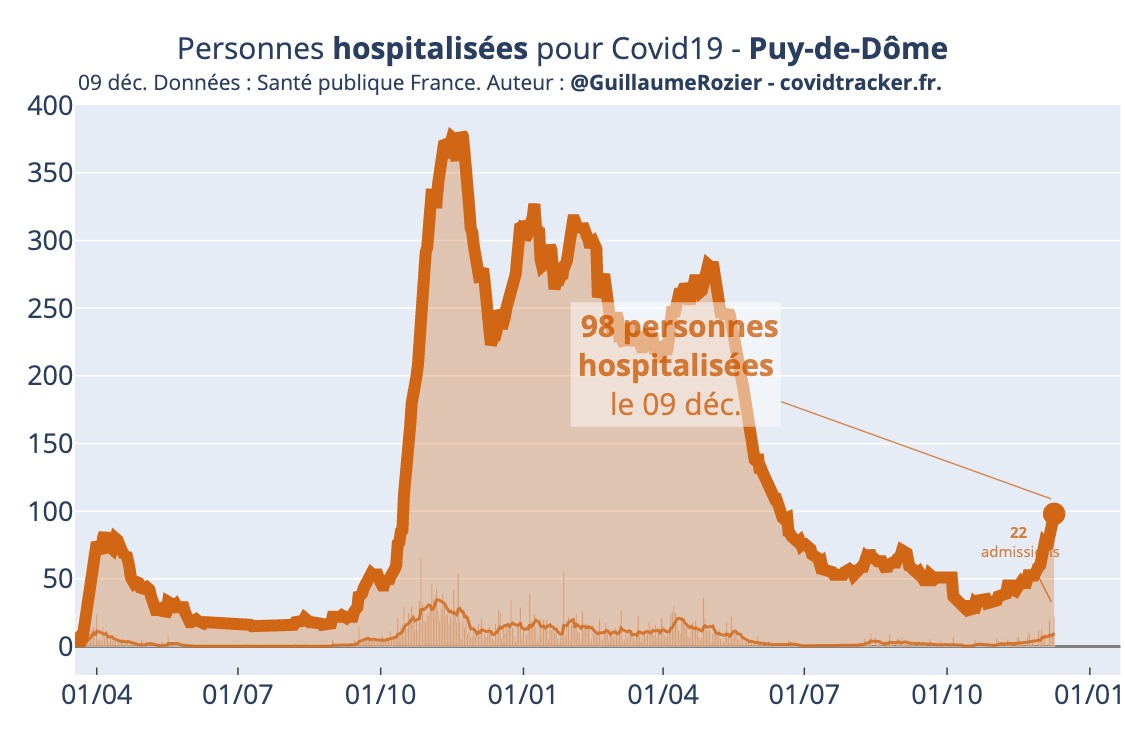 Personnes hospitalisées pour Covid19 - Puy-de-Dôme
09 déc. Données : Santé publique France. Auteur : @GuillaumeRozier - covidtracker.fr.
400
350
300
250
200
150
100
50
0
98 personnes
hospitalisées
le 09 déc.
22
admissions
01/04 01/07 01/10 01/01 01/04 01/07 01/10 01/01